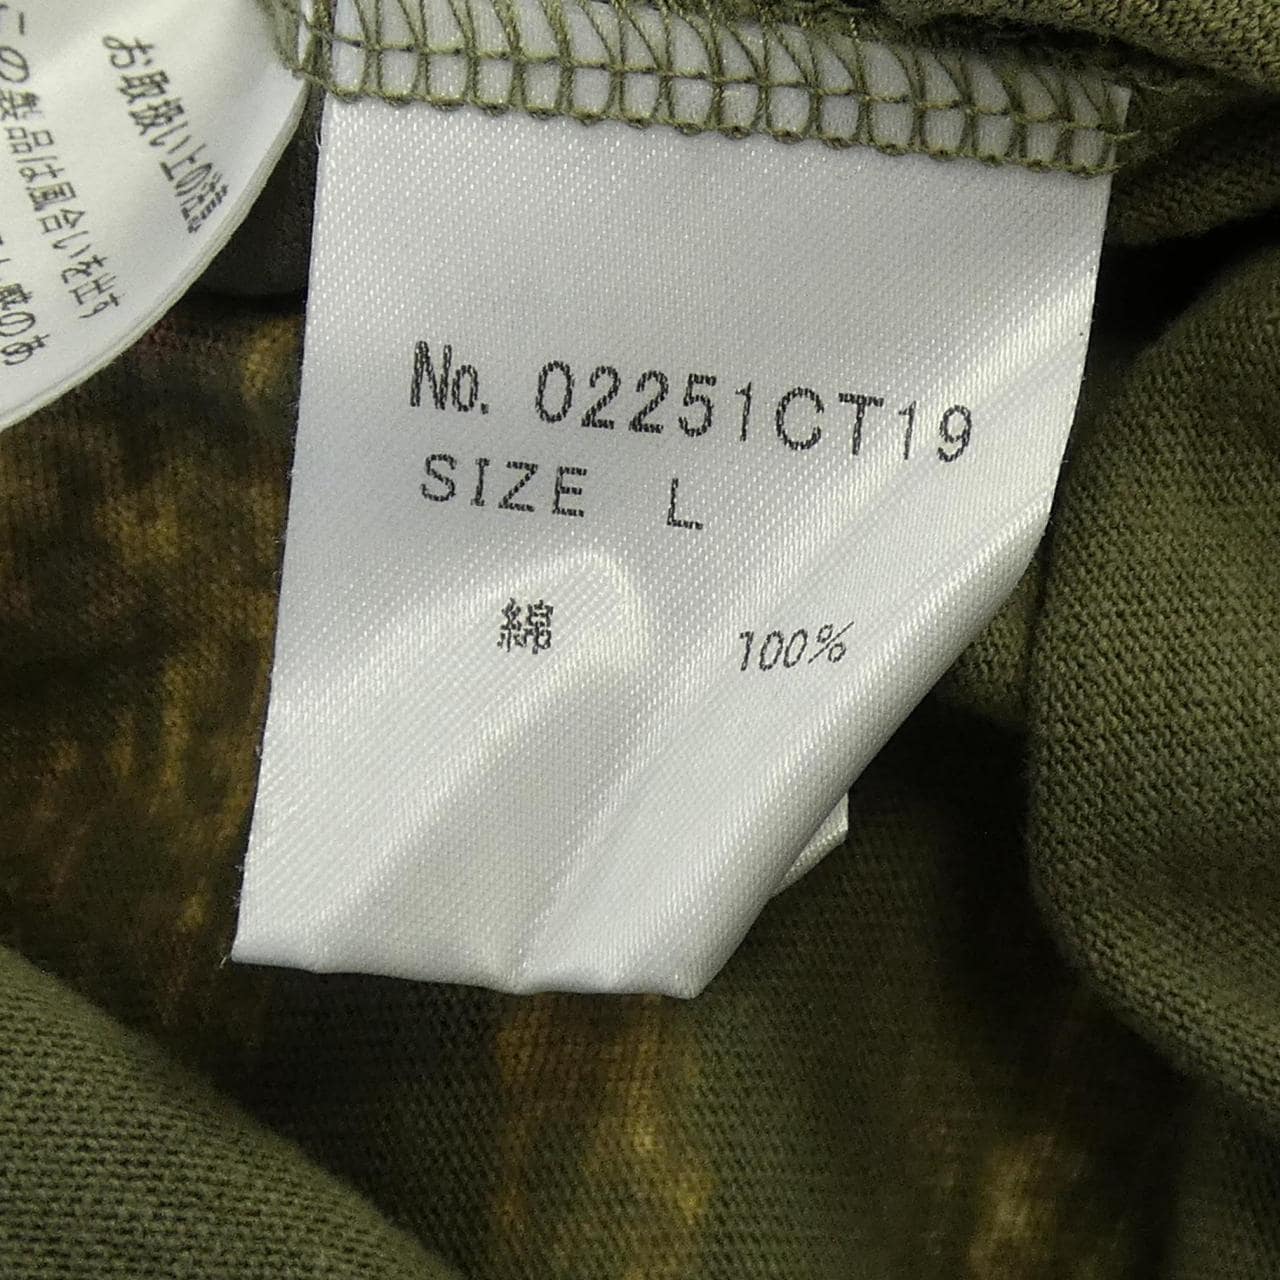 お取扱い上の注意
この製品は風合いを出す
No. 02251CT19
SIZE L
綿 100%